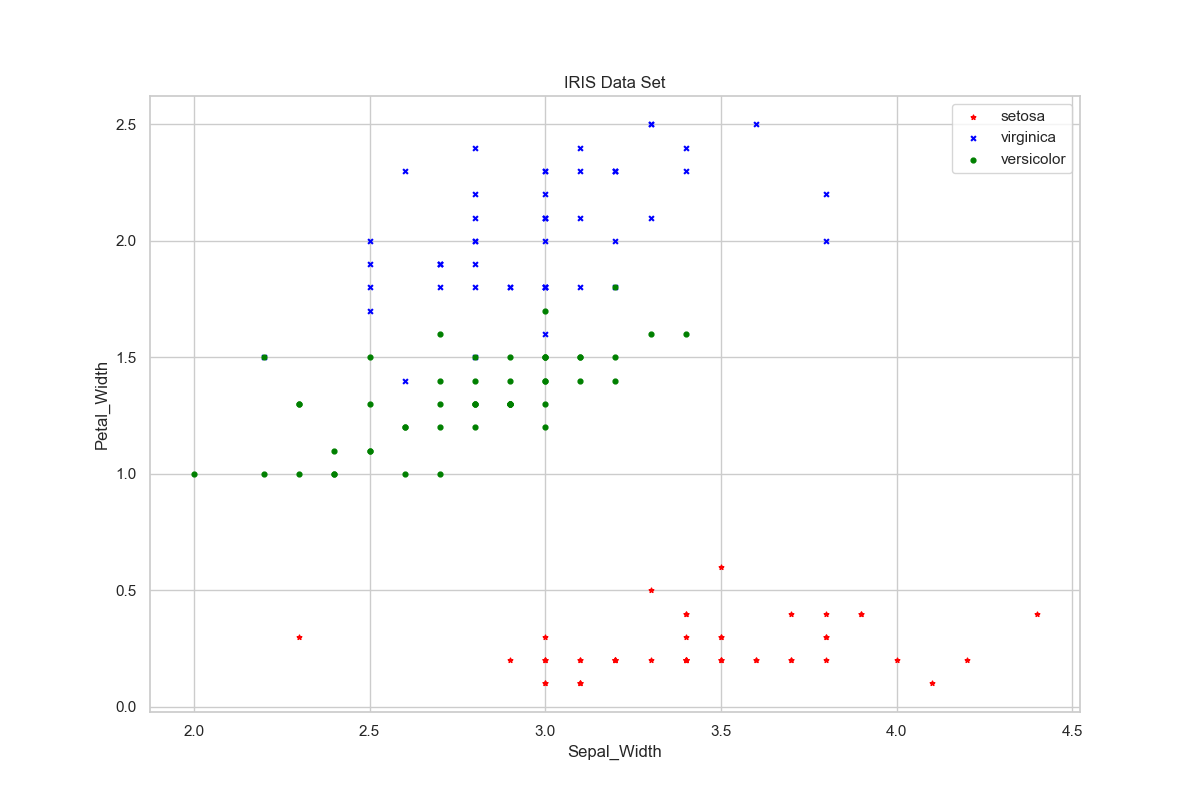 IRIS Data Set
setosa
virginica
versicolor
2.5
2.0
1.5
1.0
0.5
0.0
Petal_Width
2.0 2.5 3.0 3.5 4.0 4.5
Sepal_Width